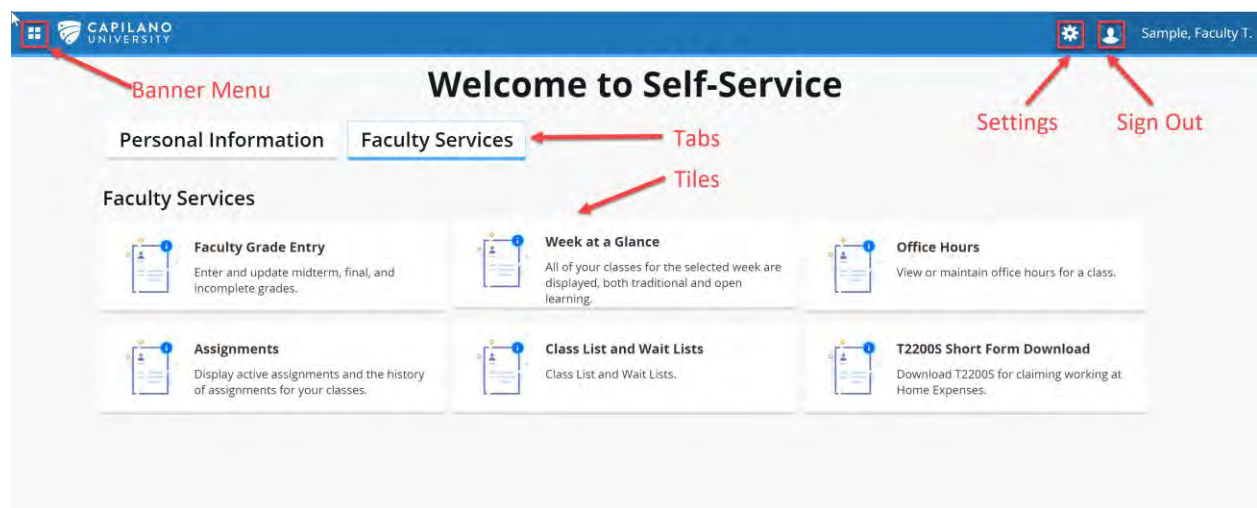 CAPILANO
UNIVERSITY
Sample, Faculty T.
Banner Menu
Welcome to Self-Service
Settings
Sign Out
Personal Information
Faculty Services
Tabs
Tiles
Faculty Services
Faculty Grade Entry
Enter and update midterm, final, and
incomplete grades.
Week at a Glance
All of your classes for the selected week are
displayed, both traditional and open
learning.
Office Hours
View or maintain office hours for a class.
Assignments
Display active assignments and the history
of assignments for your classes.
Class List and Wait Lists
Class List and Wait Lists.
T2200S Short Form Download
Download T2200S for claiming working at
Home Expenses.